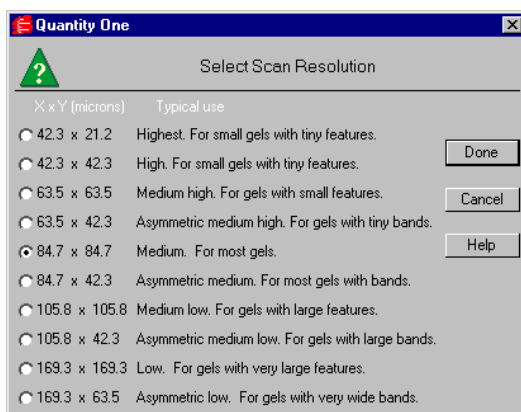 Quantity One
Select Scan Resolution
X x Y (microns) Typical use
42.3 x 21.2 Highest. For small gels with tiny features.
42.3 x 42.3 High. For small gels with tiny features.
Done
63.5 x 63.5 Medium high. For gels with small features.
Cancel
63.5 x 42.3 Asymmetric medium high. For gels with tiny bands.
84.7 x 84.7 Medium. For most gels.
Help
84.7 x 42.3 Asymmetric medium. For most gels with bands.
105.8 x 105.8 Medium low. For gels with large features.
105.8 x 42.3 Asymmetric medium low. For gels with large bands.
169.3 x 169.3 Low. For gels with very large features.
169.3 x 63.5 Asymmetric low. For gels with very wide bands.